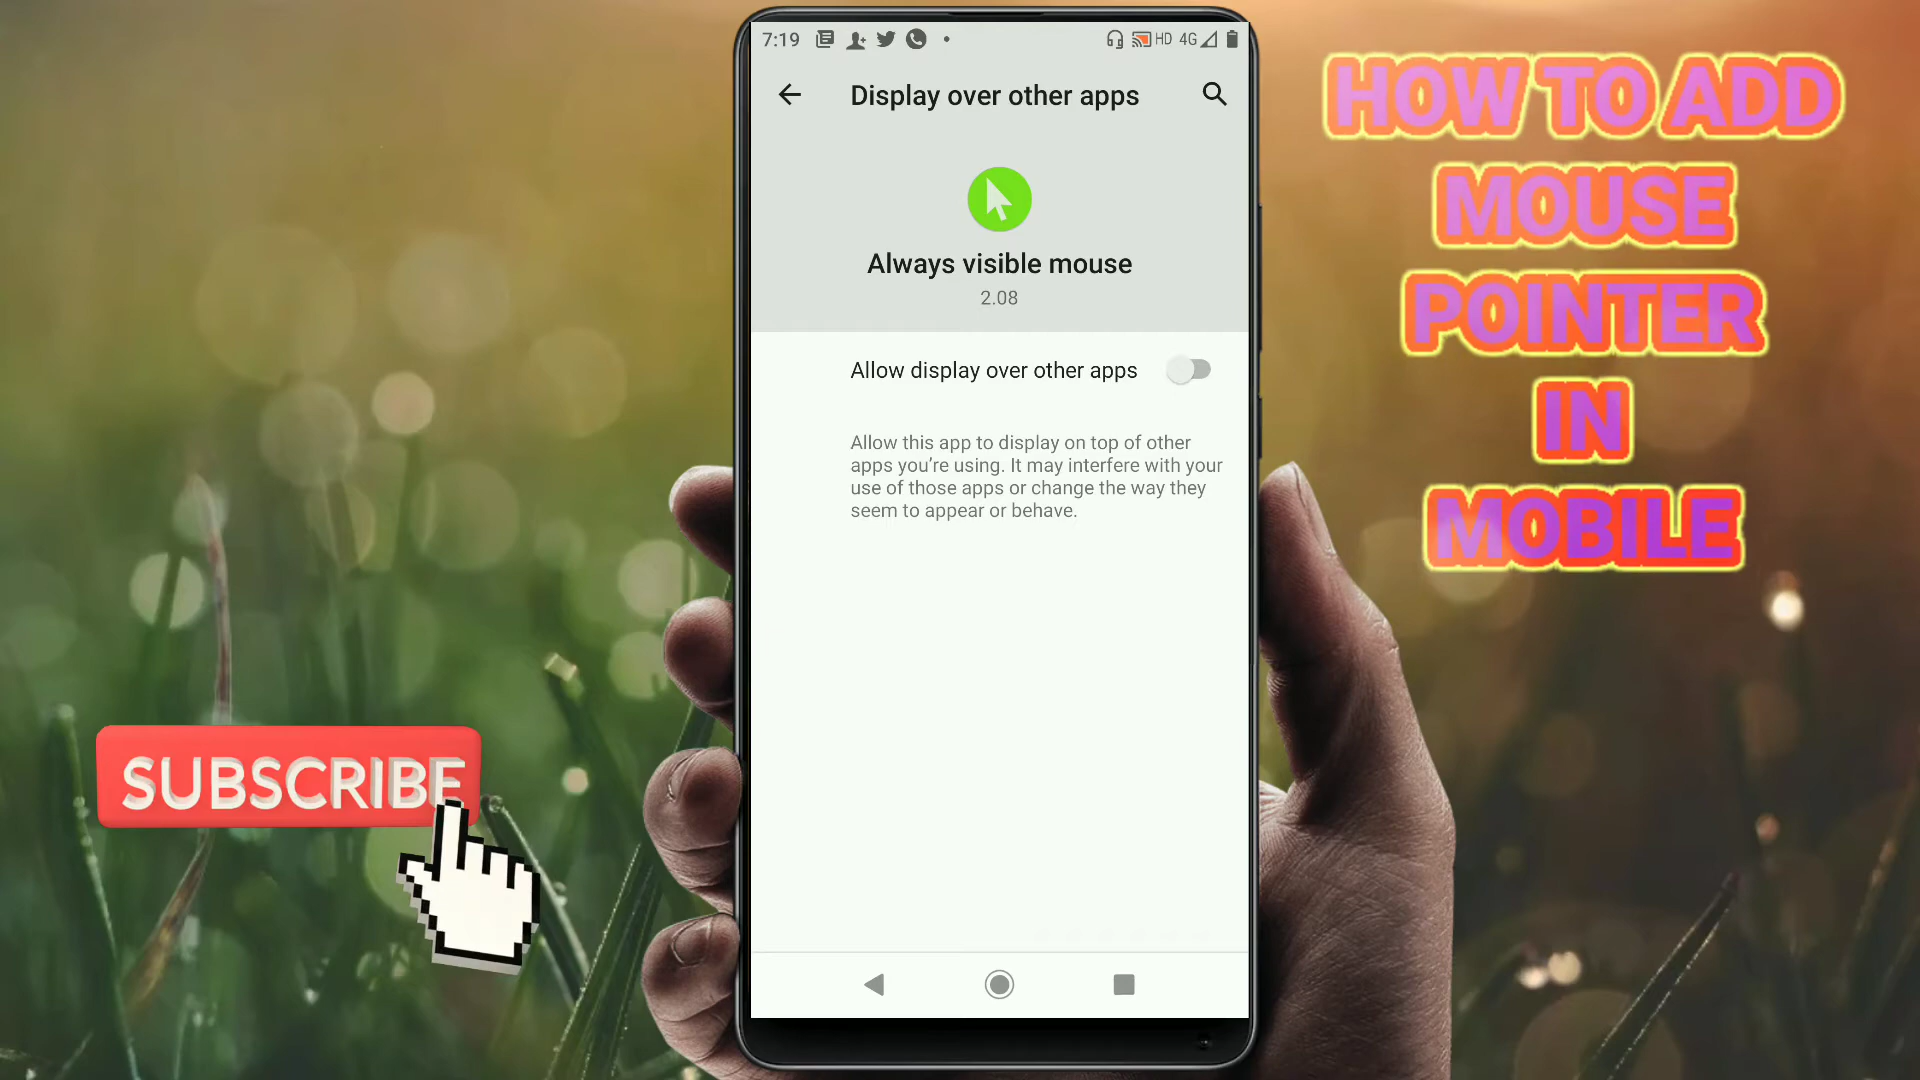 7:19
HD 4G
Display over other apps
Always visible mouse
2.08
Allow display over other apps
Allow this app to display on top of other
apps you’re using. It may interfere with your
use of those apps or change the way they
seem to appear or behave.
HOW TO ADD
MOUSE
POINTER
IN
MOBILE
SUBSCRIBE